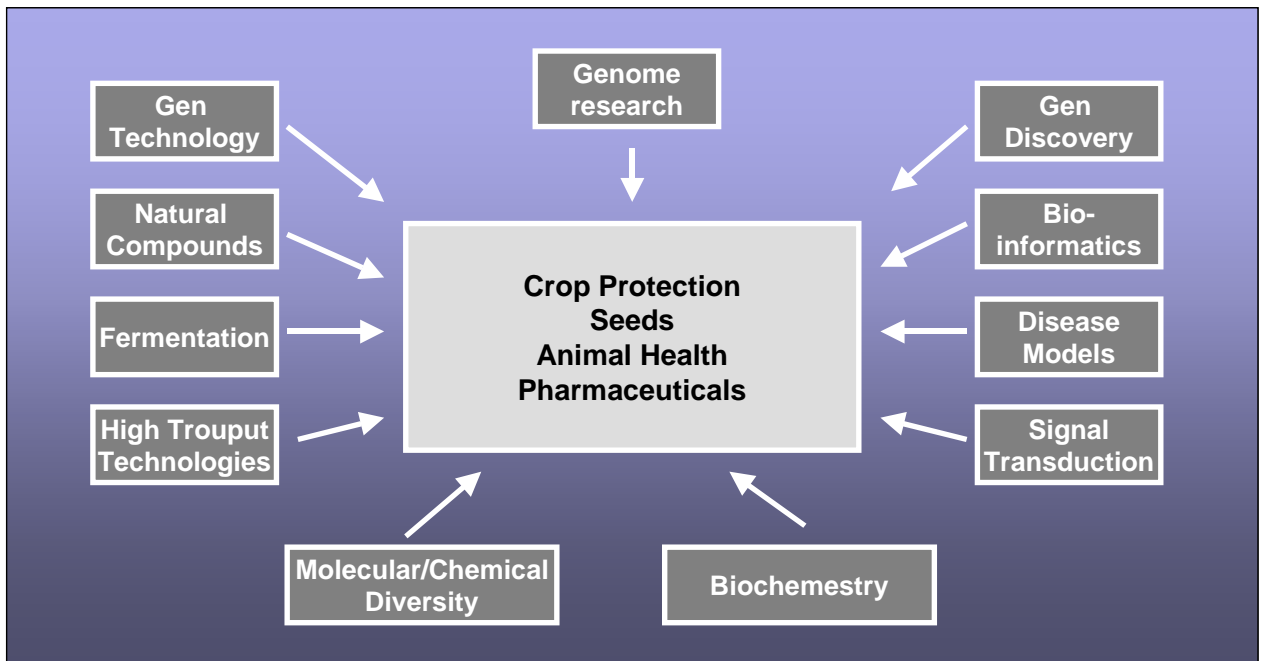 Genome
research
Gen
Technology
Gen
Discovery
Natural
Compounds
Bio-
informatics
Crop Protection
Seeds
Animal Health
Pharmaceuticals
Fermentation
Disease
Models
High Trouput
Technologies
Signal
Transduction
Molecular/Chemical
Diversity
Biochemestry